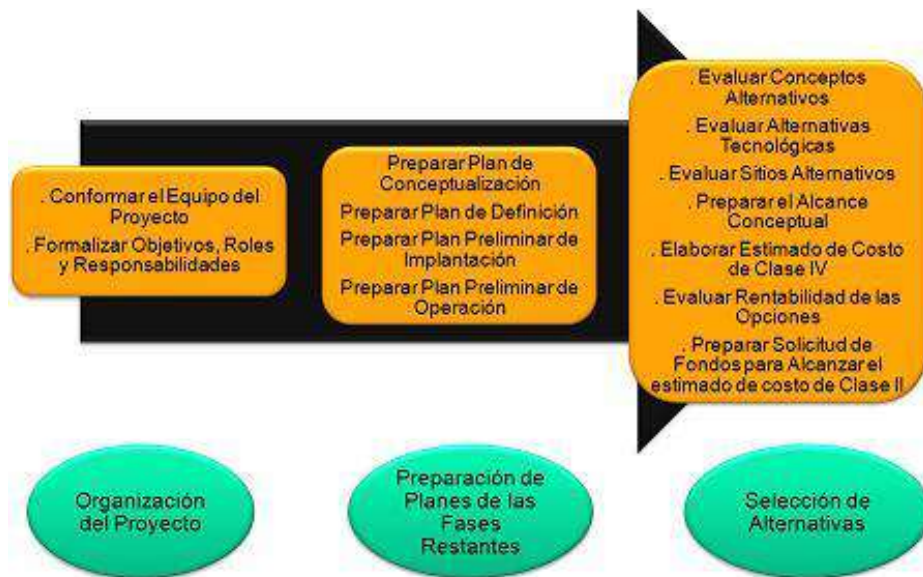 . Conformar el Equipo del
Proyecto
. Formalizar Objetivos, Roles
y Responsabilidades
Preparar Plan de
Conceptualización
Preparar Plan de Definición
Preparar Plan Preliminar de
Implantación
Preparar Plan Preliminar de
Operación
. Evaluar Conceptos
Alternativos
. Evaluar Alternativas
Tecnológicas
. Evaluar Sitios Alternativos
. Preparar el Alcance
Conceptual
. Elaborar Estimado de Costo
de Clase IV
. Evaluar Rentabilidad de las
Opciones
. Preparar Solicitud de
Fondos para Alcanzar el
estimado de costo de Clase II
Organización
del Proyecto
Preparación de
Planes de las
Fases
Restantes
Selección de
Alternativas